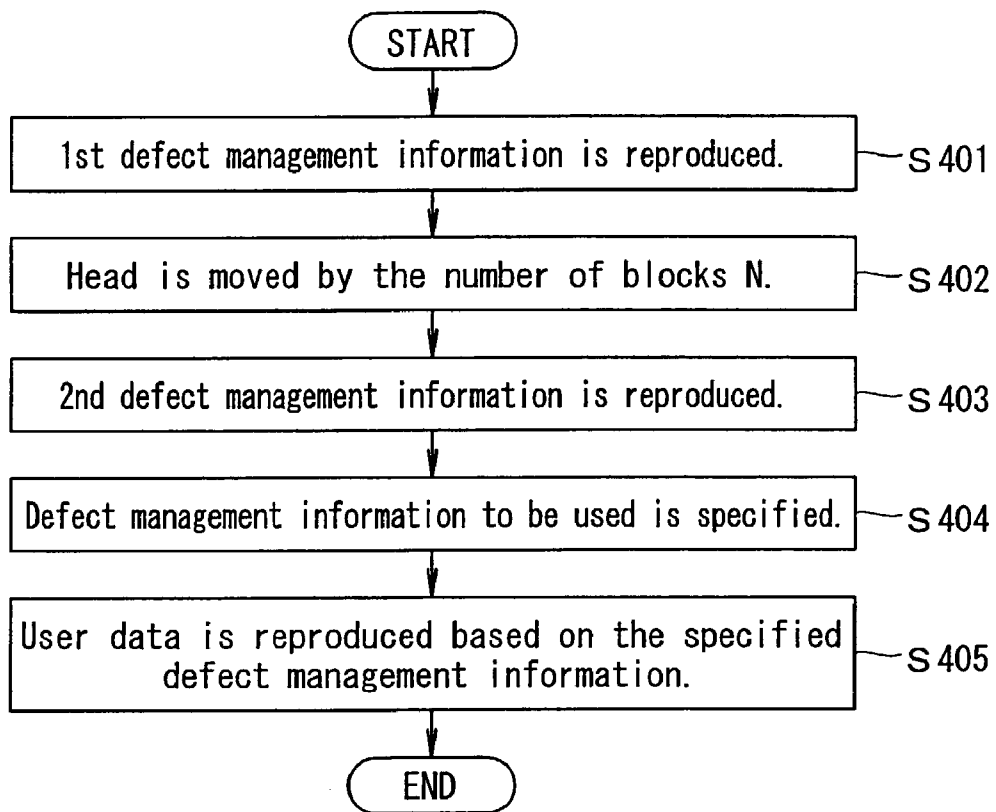 START
1st defect management information is reproduced.
S401
Head is moved by the number of blocks N.
S402
2nd defect management information is reproduced.
S403
Defect management information to be used is specified.
S404
User data is reproduced based on the specified
defect management information.
S405
END